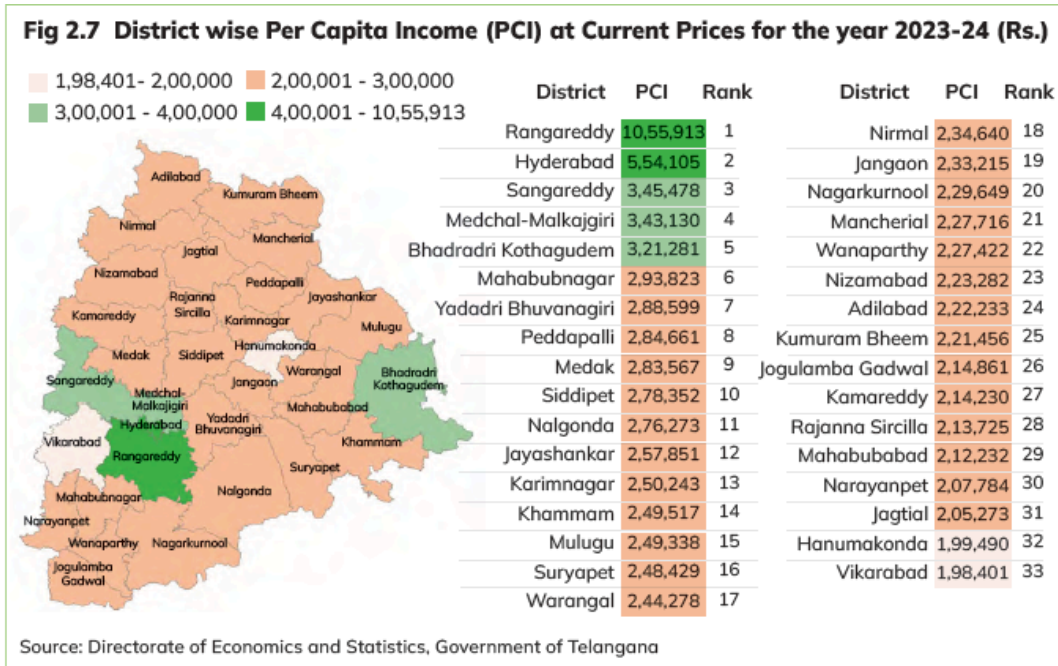 Fig 2.7 District wise Per Capita Income (PCI) at Current Prices for the year 2023-24 (Rs.)
1,98,401- 2,00,000 2,00,001 - 3,00,000
3,00,001 - 4,00,000 4,00,001 - 10,55,913
Adilabad
Kumuram Bheem
Nirmal
Mancherial
Jagtial
Nizamabad
Peddapalli
Rajanna
Sircilla
Jayashankar
Kamareddy
Karimnagar
Mulugu
Hanumakonda
Medak
Siddipet
Warangal
Bhadradri
Kothagudem
Sangareddy
Jangaon
Medchal-
Malkajigiri
Mahabubabad
Yadadri
Bhuvanagiri
Hyderabad
Vikarabad
Khammam
Rangareddy
Suryapet
Nalgonda
Mahabubnagar
Narayanpet
Wanaparthy
Nagarkurnool
Jogulamba
Gadwal
District PCI Rank
Rangareddy 10,55,913 1
Hyderabad 5,54,105 2
Sangareddy 3,45,478 3
Medchal-Malkajgiri 3,43,130 4
Bhadradri Kothagudem 3,21,281 5
Mahabubnagar 2,93,823 6
Yadadri Bhuvanagiri 2,88,599 7
Peddapalli 2,84,661 8
Medak 2,83,567 9
Siddipet 2,78,352 10
Nalgonda 2,76,273 11
Jayashankar 2,57,851 12
Karimnagar 2,50,243 13
Khammam 2,49,517 14
Mulugu 2,49,338 15
Suryapet 2,48,429 16
Warangal 2,44,278 17
District PCI Rank
Nirmal 2,34,640 18
Jangaon 2,33,215 19
Nagarkurnool 2,29,649 20
Mancherial 2,27,716 21
Wanaparthy 2,27,422 22
Nizamabad 2,23,282 23
Adilabad 2,22,233 24
Kumuram Bheem 2,21,456 25
Jogulamba Gadwal 2,14,861 26
Kamareddy 2,14,230 27
Rajanna Sircilla 2,13,725 28
Mahabubabad 2,12,232 29
Narayanpet 2,07,784 30
Jagtial 2,05,273 31
Hanumakonda 1,99,490 32
Vikarabad 1,98,401 33
Source: Directorate of Economics and Statistics, Government of Telangana